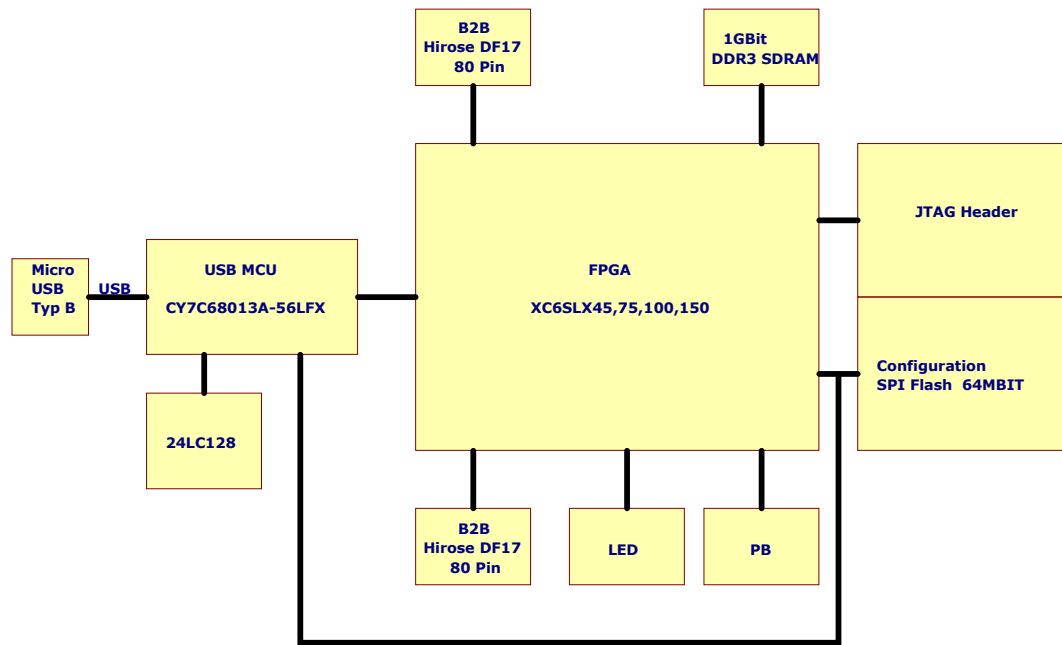 B2B
Hirose DF17
80 Pin
1GBit
DDR3 SDRAM
JTAG Header
Micro
USB
Typ B
USB
USB MCU
CY7C68013A-56LFX
FPGA
XC6SLX45,75,100,150
Configuration
SPI Flash 64MBIT
24LC128
B2B
Hirose DF17
80 Pin
LED
PB